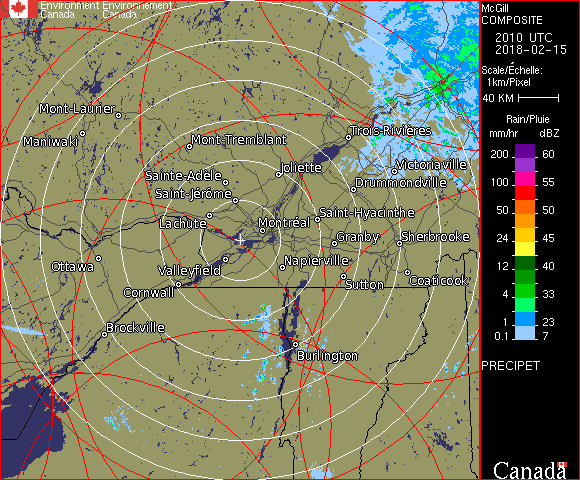 Environment Environnement
Canada Canada
McGill
COMPOSITE
2010 UTC
2018-02-15
Scale/Échelle:
1km/Pixel
40 KM
Rain/Pluie
mm/hr dBZ
200 60
150 57
100 55
50 50
24 45
12 40
4 33
1 23
0.1 7
PRECIPET
Canada
Mont-Laurier
Maniwaki
Mont-Tremblant
Trois-Rivières
Sainte-Adèle
Joliette
Victoriaville
Saint-Jérôme
Drummondville
Lachute
Montréal
Saint-Hyacinthe
Granby
Sherbrooke
Ottawa
Valleyfield
Napierville
Cornwall
Sutton
Coaticook
Brockville
Burlington